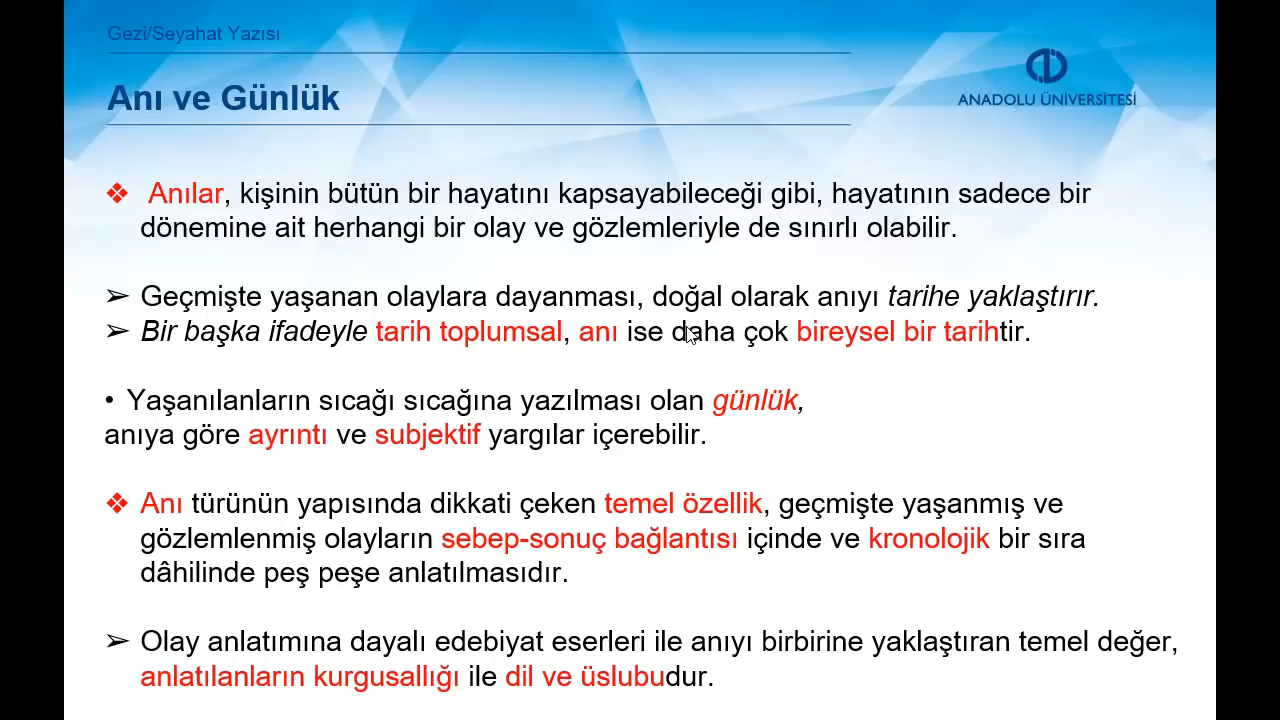 Gezi/Seyahat Yazısı
Anı ve Günlük
ANADOLU ÜNİVERSİTESİ
❖ Anılar, kişinin bütün bir hayatını kapsayabileceği gibi, hayatının sadece bir
dönemine ait herhangi bir olay ve gözlemleriyle de sınırlı olabilir.
➢ Geçmişte yaşanan olaylara dayanması, doğal olarak anıyı tarihe yaklaştırır.
➢ Bir başka ifadeyle tarih toplumsal, anı ise daha çok bireysel bir tarihtir.
• Yaşanılanların sıcağı sıcağına yazılması olan günlük,
anıya göre ayrıntı ve subjektif yargılar içerebilir.
❖ Anı türünün yapısında dikkati çeken temel özellik, geçmişte yaşanmış ve
gözlemlenmiş olayların sebep-sonuç bağlantısı içinde ve kronolojik bir sıra
dâhilinde peş peşe anlatılmasıdır.
➢ Olay anlatımına dayalı edebiyat eserleri ile anıyı birbirine yaklaştıran temel değer,
anlatılanların kurgusallığı ile dil ve üslubudur.